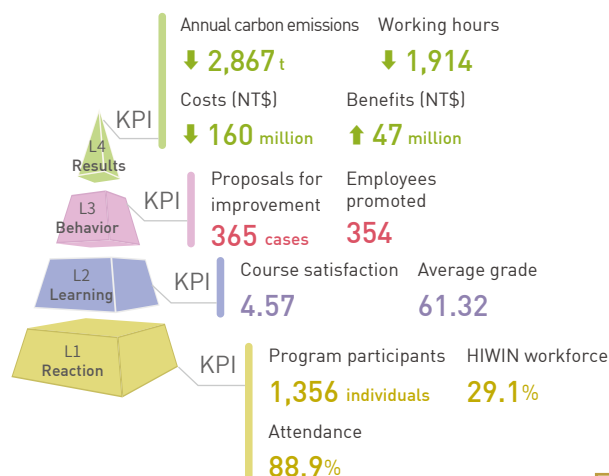 Annual carbon emissions Working hours
⬇ 2,867 t ⬇ 1,914
Costs (NT$) Benefits (NT$)
⬇ 160 million ⬆ 47 million
KPI
L4
Results
Proposals for improvement
365 cases
Employees promoted
354
KPI
L3
Behavior
Course satisfaction Average grade
4.57 61.32
KPI
L2
Learning
Program participants HIWIN workforce
1,356 individuals 29.1%
Attendance
88.9%
KPI
L1
Reaction